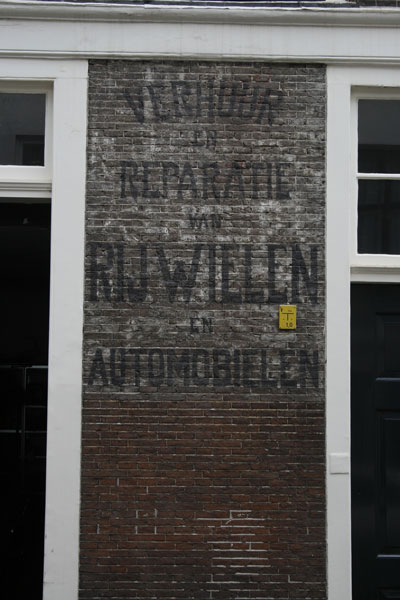 VERHUUR
EN
REPARATIE
VAN
RIJWIELEN
EN
AUTOMOBIELEN